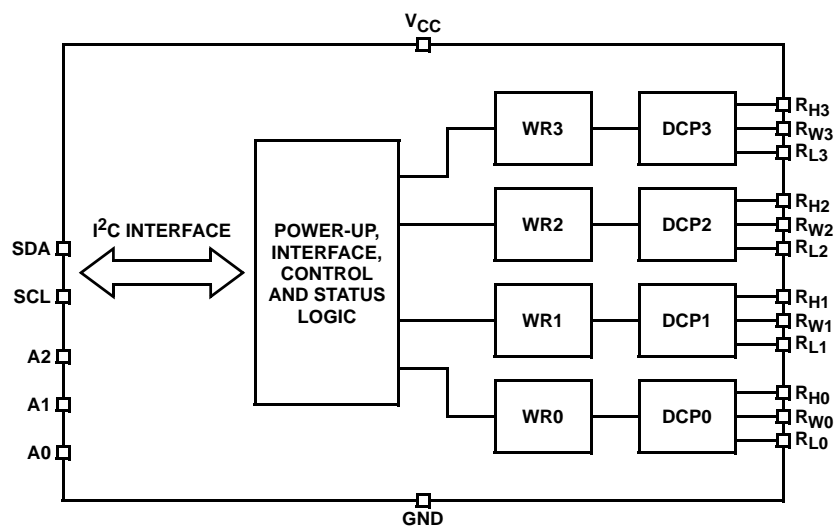 VCC
WR3
DCP3
RH3
RW3
RL3
I2C INTERFACE
SDA
SCL
A2
A1
A0
POWER-UP,
INTERFACE,
CONTROL
AND STATUS
LOGIC
WR2
DCP2
RH2
RW2
RL2
WR1
DCP1
RH1
RW1
RL1
WR0
DCP0
RH0
RW0
RL0
GND